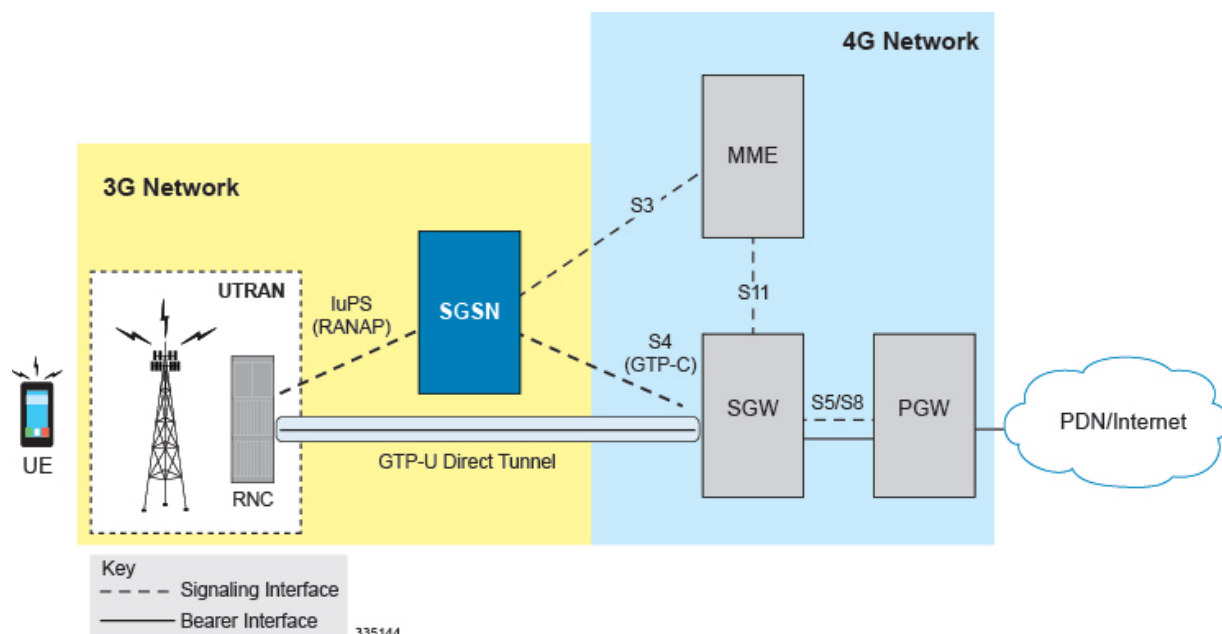 4G Network
MME
3G Network
S3
UTRAN
IuPS
(RANAP)
SGSN
S11
S4
(GTP-C)
SGW
S5/S8
PGW
PDN/Internet
UE
RNC
GTP-U Direct Tunnel
Key
Signaling Interface
Bearer Interface
335144